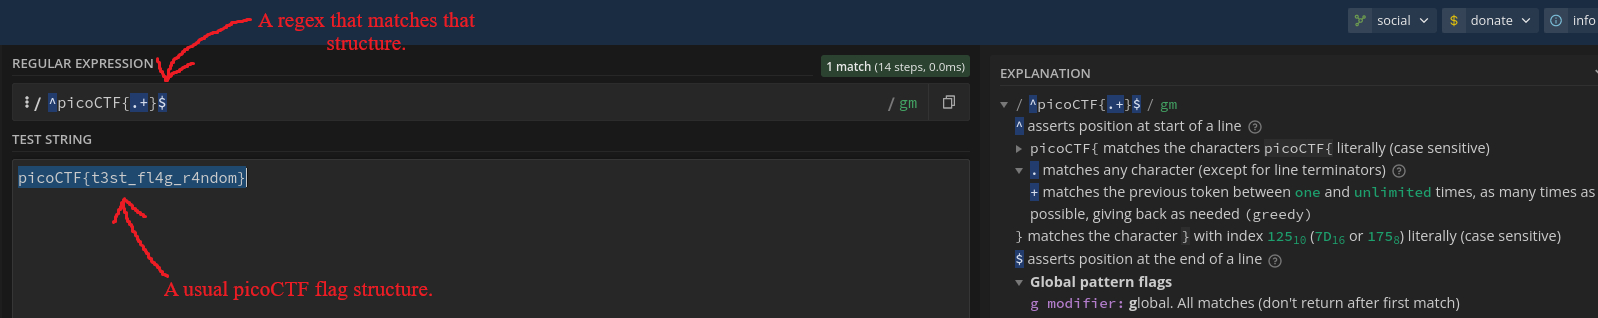 social
donate
info
A regex that matches that
structure.
REGULAR EXPRESSION
1 match (14 steps, 0.0ms)
/ ^picoCTF{.+}$
/ gm
TEST STRING
picoCTF{t3st_fl4g_r4ndom}
A usual picoCTF flag structure.
EXPLANATION
/ ^picoCTF{.+}$ / gm
^ asserts position at start of a line
picoCTF{ matches the characters picoCTF{ literally (case sensitive)
. matches any character (except for line terminators)
+ matches the previous token between one and unlimited times, as many times as
possible, giving back as needed (greedy)
} matches the character } with index 125₁₀ (7D₁₆ or 175₈) literally (case sensitive)
$ asserts position at the end of a line
Global pattern flags
g modifier: global. All matches (don't return after first match)